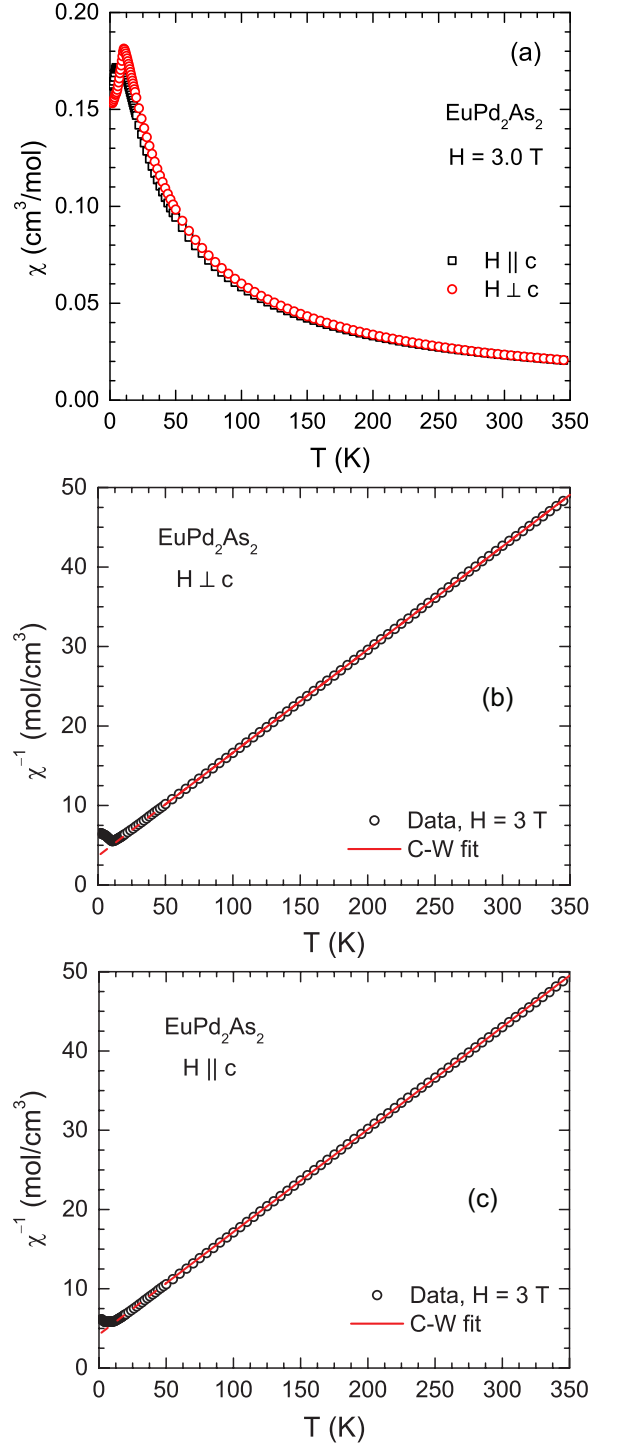 0.20
(a)
EuPd₂As₂
H = 3.0 T
0.15
0.10
H || c
H ⊥ c
0.05
0.00
χ (cm³/mol)
0 50 100 150 200 250 300 350
T (K)
50
EuPd₂As₂
H ⊥ c
40
30
(b)
20
10
Data, H = 3 T
C-W fit
0
χ⁻¹ (mol/cm³)
0 50 100 150 200 250 300 350
T (K)
50
EuPd₂As₂
H || c
40
30
(c)
20
10
Data, H = 3 T
C-W fit
0
χ⁻¹ (mol/cm³)
0 50 100 150 200 250 300 350
T (K)